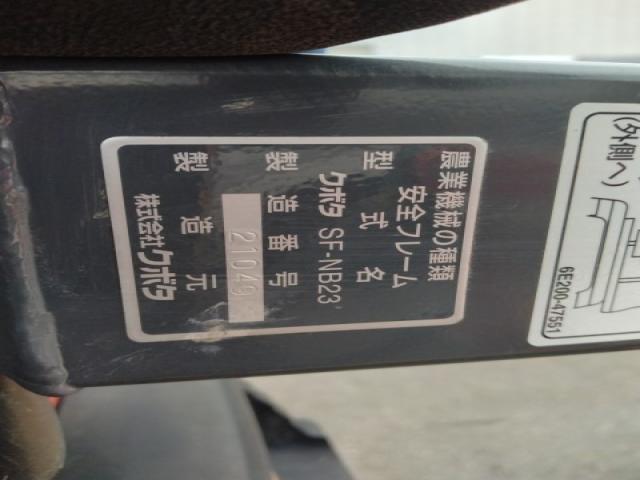 農業機械の種類
安全フレーム
型式名
クボタ SF-NB23
製造番号
21049
製造元
株式会社クボタ
(外側へ)
6E200-47551